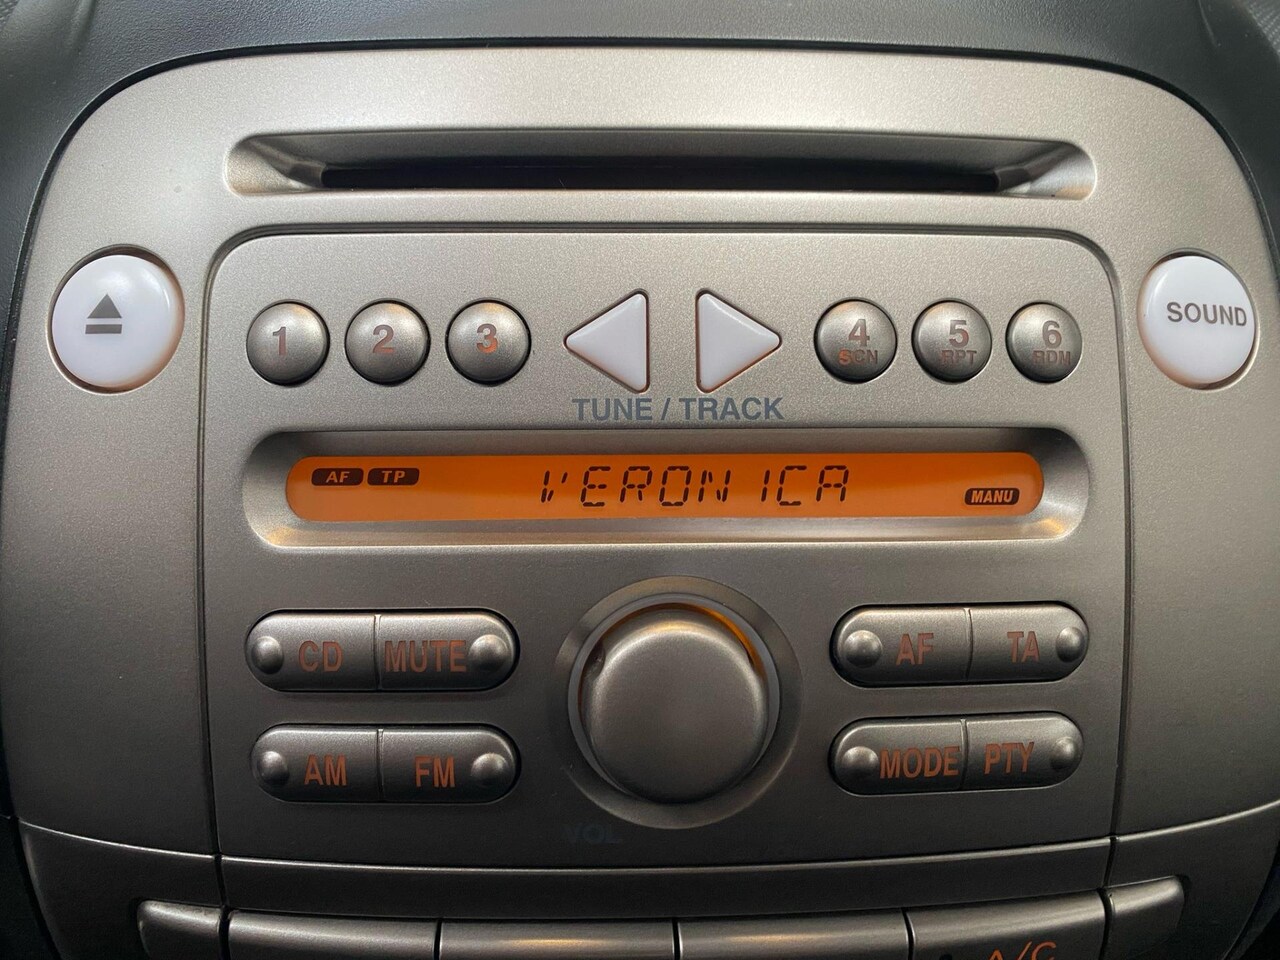 SOUND
1 2 3 4 5 6
SCN RPT RDM
TUNE / TRACK
AF TP VERONICA MANU
CD MUTE AF TA
AM FM MODE PTY
VOL
A/C